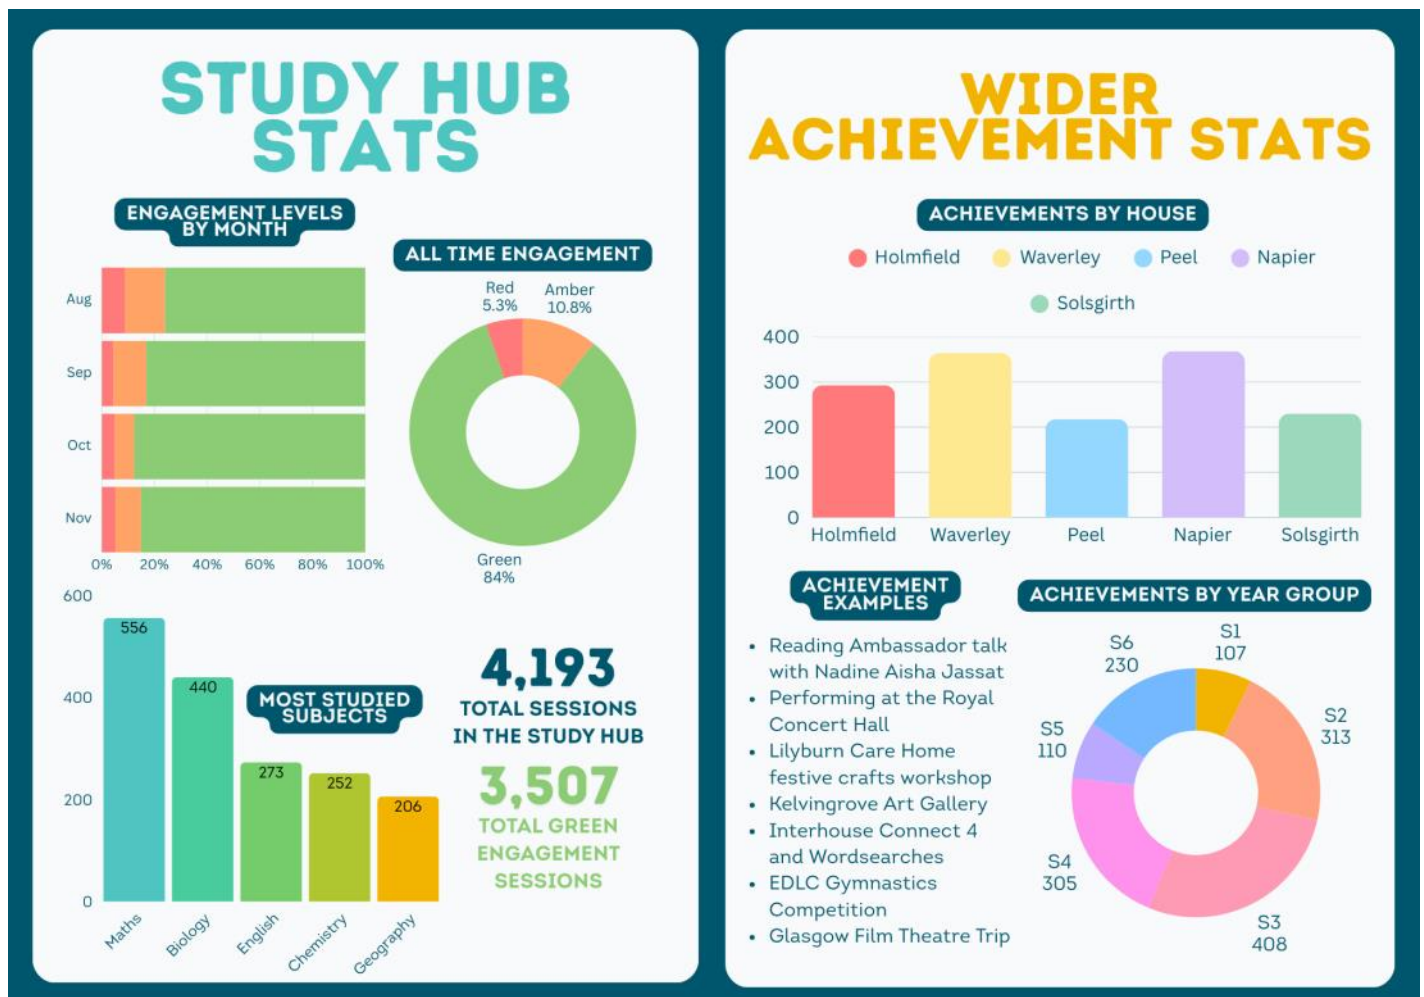 STUDY HUB
STATS
ENGAGEMENT LEVELS
BY MONTH
Aug
Sep
Oct
Nov
0% 20% 40% 60% 80% 100%
ALL TIME ENGAGEMENT
Red
5.3%
Amber
10.8%
Green
84%
600
400
200
0
556
440
273
252
206
MOST STUDIED
SUBJECTS
Maths
Biology
English
Chemistry
Geography
4,193
TOTAL SESSIONS
IN THE STUDY HUB
3,507
TOTAL GREEN
ENGAGEMENT
SESSIONS
WIDER
ACHIEVEMENT STATS
ACHIEVEMENTS BY HOUSE
Holmfield Waverley Peel Napier
Solsgirth
400
300
200
100
0
Holmfield Waverley Peel Napier Solsgirth
ACHIEVEMENT
EXAMPLES
• Reading Ambassador talk
with Nadine Aisha Jassat
• Performing at the Royal
Concert Hall
• Lilyburn Care Home
festive crafts workshop
• Kelvingrove Art Gallery
• Interhouse Connect 4
and Wordsearches
• EDLC Gymnastics
Competition
• Glasgow Film Theatre Trip
ACHIEVEMENTS BY YEAR GROUP
S1
107
S2
313
S3
408
S4
305
S5
110
S6
230